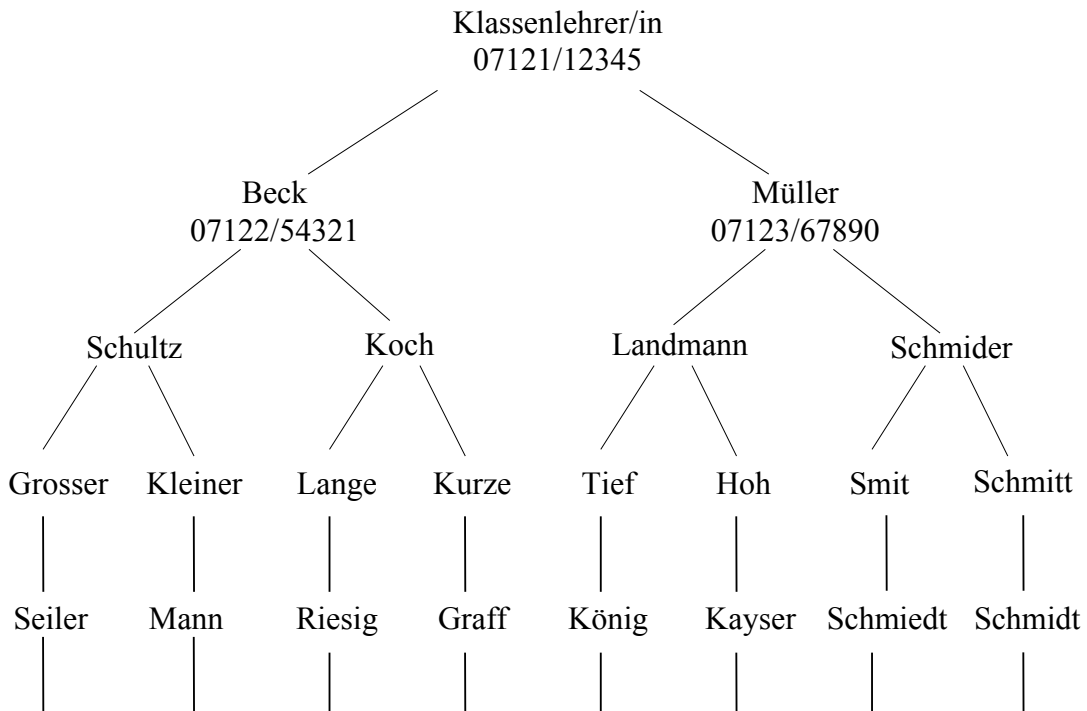 Klassenlehrer/in
07121/12345
Beck
Müller
07122/54321
07123/67890
Schultz
Koch
Landmann
Schmider
Grosser
Kleiner
Lange
Kurze
Tief
Hoh
Smit
Schmitt
Seiler
Mann
Riesig
Graff
König
Kayser
Schmiedt
Schmidt